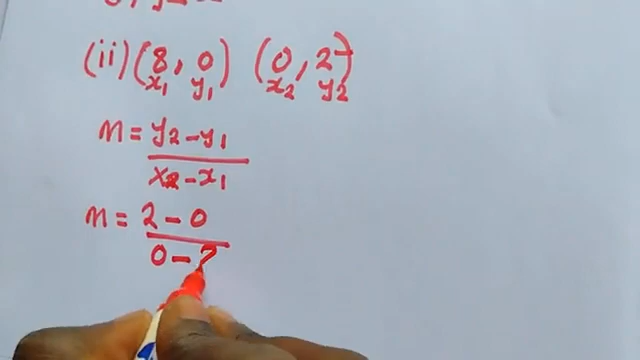 (ii) (8, 0) (0, 2)
x₁ y₁ x₂ y₂
m = y₂ - y₁
x₂ - x₁
m = 2 - 0
0 -